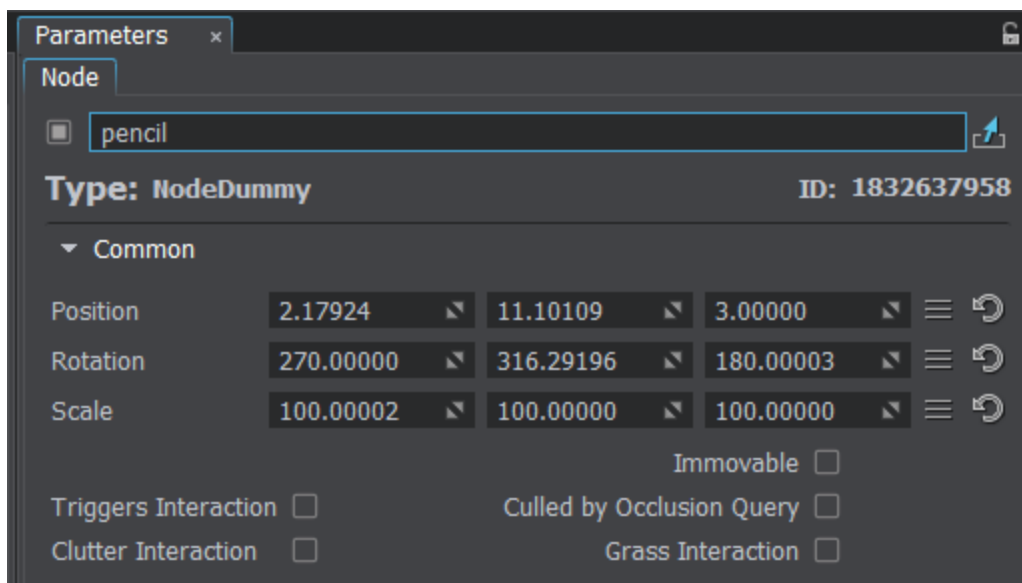 Parameters ×
Node
pencil
Type: NodeDummy ID: 1832637958
Common
Position 2.17924 11.10109 3.00000
Rotation 270.00000 316.29196 180.00003
Scale 100.00002 100.00000 100.00000
Immovable
Triggers Interaction Culled by Occlusion Query
Clutter Interaction Grass Interaction